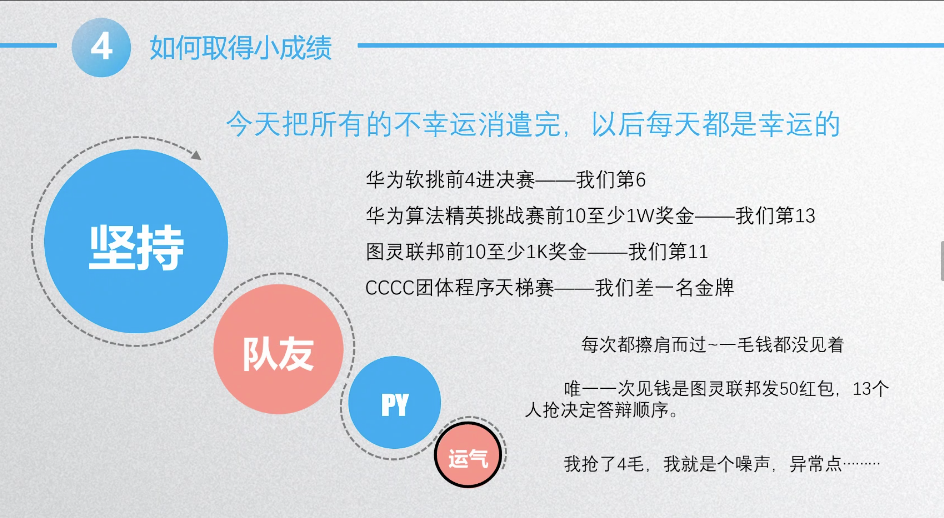 4 如何取得小成绩
今天把所有的不幸运消遣完，以后每天都是幸运的
华为软挑前4进决赛——我们第6
华为算法精英挑战赛前10至少1W奖金——我们第13
图灵联邦前10至少1K奖金——我们第11
CCCC团体程序天梯赛——我们差一名金牌
坚持
队友
PY
运气
每次都擦肩而过~一毛钱都没见着
唯一一次见钱是图灵联邦发50红包，13个
人抢决定答辩顺序。
我抢了4毛，我就是个噪声，异常点………